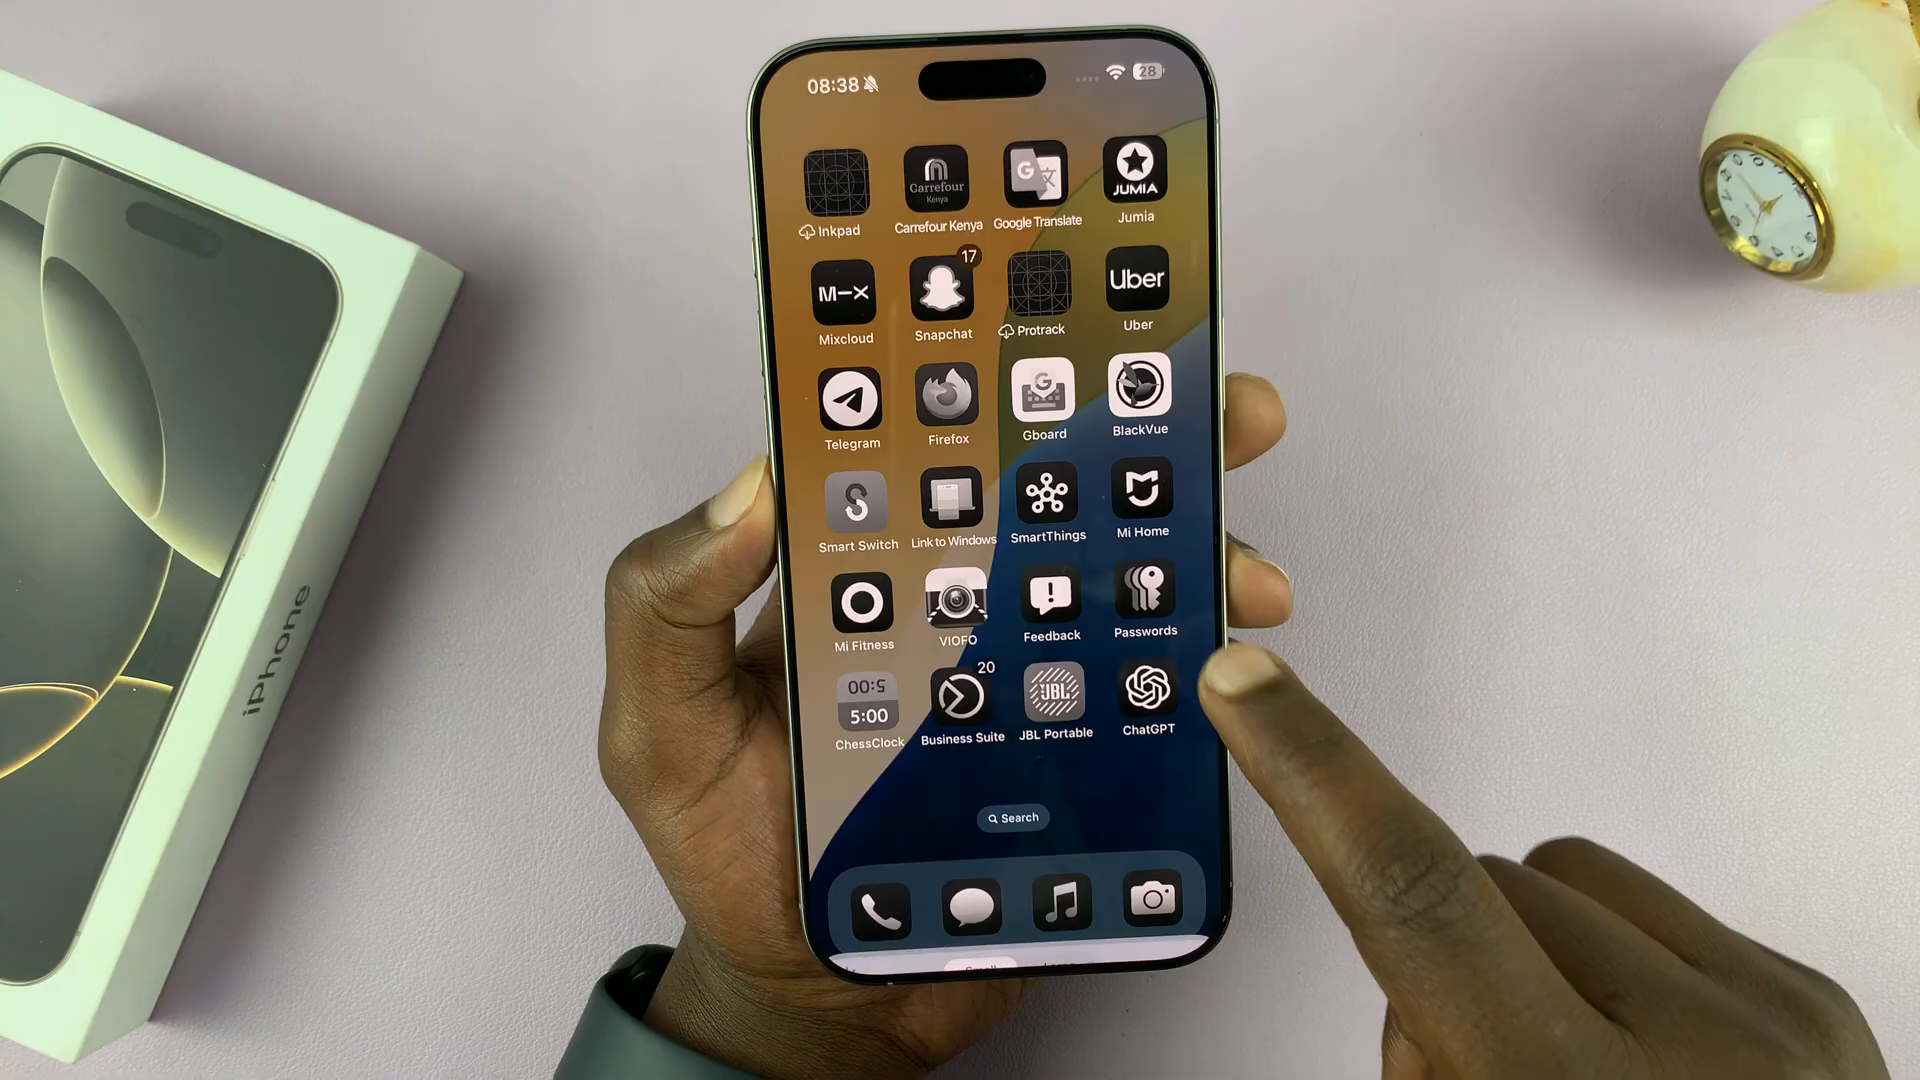 08:38
28
Carrefour
Kenya
G
JUMIA
Inkpad
Carrefour Kenya
Google Translate
Jumia
17
M-X
Uber
Mixcloud
Snapchat
Protrack
Uber
G
Telegram
Firefox
Gboard
BlackVue
Smart Switch
Link to Windows
SmartThings
Mi Home
Mi Fitness
VIOFO
Feedback
Passwords
00:5
5:00
20
JBL
ChessClock
Business Suite
JBL Portable
ChatGPT
Search
iPhone